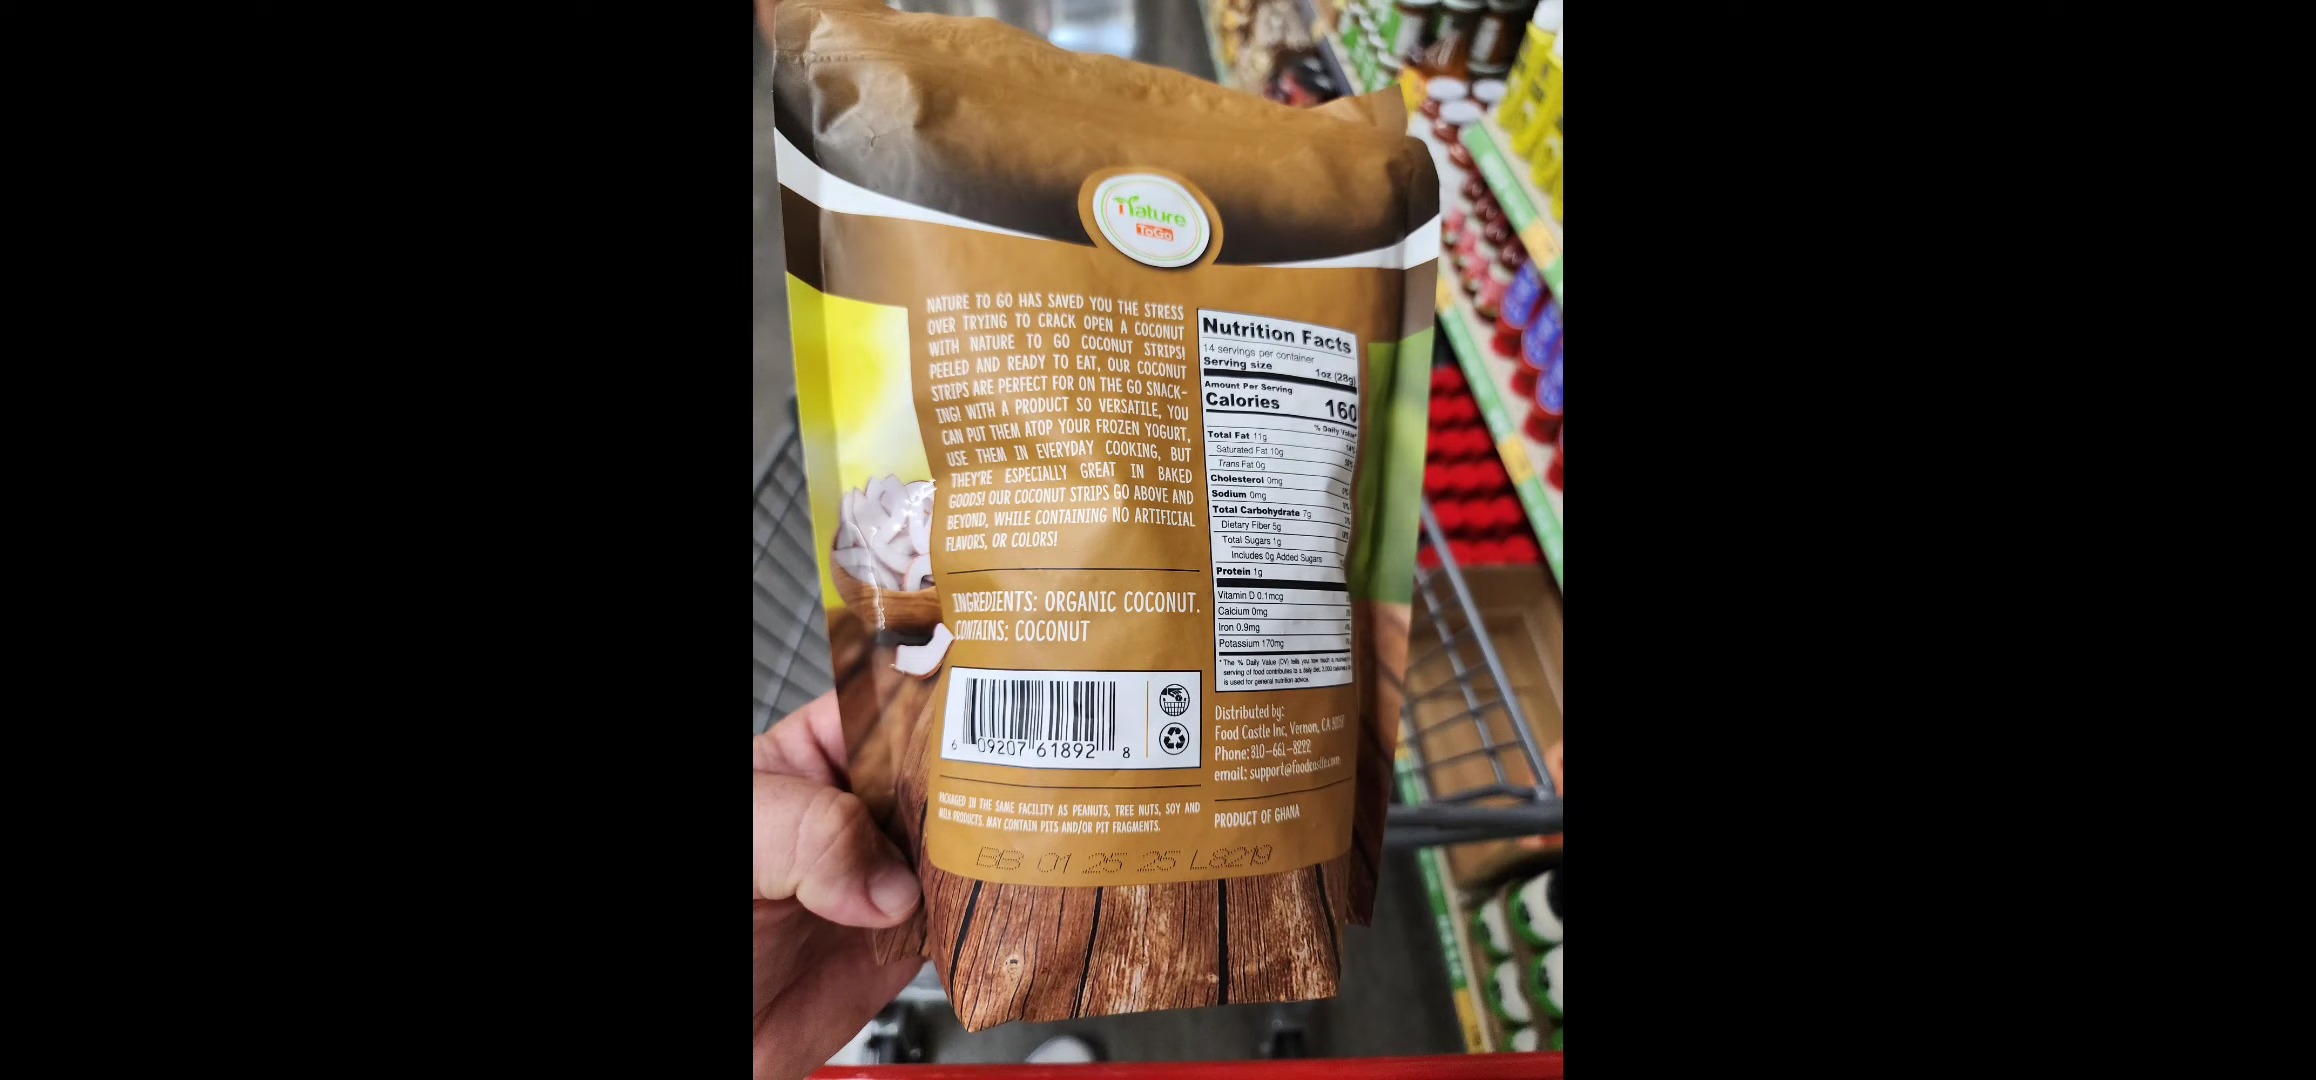 Nature
ToGo
NATURE TO GO HAS SAVED YOU THE STRESS
OVER TRYING TO CRACK OPEN A COCONUT
WITH NATURE TO GO COCONUT STRIPS!
PEELED AND READY TO EAT, OUR COCONUT
STRIPS ARE PERFECT FOR ON THE GO SNACK-
ING! WITH A PRODUCT SO VERSATILE, YOU
CAN PUT THEM ATOP YOUR FROZEN YOGURT,
USE THEM IN EVERYDAY COOKING, BUT
THEY'RE ESPECIALLY GREAT IN BAKED
GOODS! OUR COCONUT STRIPS GO ABOVE AND
BEYOND, WHILE CONTAINING NO ARTIFICIAL
FLAVORS, OR COLORS!
INGREDIENTS: ORGANIC COCONUT.
CONTAINS: COCONUT
6 09207 61892 8
PACKAGED IN THE SAME FACILITY AS PEANUTS, TREE NUTS, SOY AND
MILK PRODUCTS. MAY CONTAIN PITS AND/OR PIT FRAGMENTS.
Nutrition Facts
14 servings per container
Serving size 1oz (28g)
Amount Per Serving
Calories 160
% Daily Value*
Total Fat 11g
Saturated Fat 10g
Trans Fat 0g
Cholesterol 0mg
Sodium 0mg
Total Carbohydrate 7g
Dietary Fiber 5g
Total Sugars 1g
Includes 0g Added Sugars
Protein 1g
Vitamin D 0.1mcg
Calcium 0mg
Iron 0.9mg
Potassium 170mg
* The % Daily Value (DV) tells you how much a
serving of food contributes to a daily diet. 2,000 calories
is used for general nutrition advice.
Distributed by:
Food Castle Inc, Vernon, CA
Phone: 310-661-8222
email: support@foodcastle.com
PRODUCT OF GHANA
BB 01 25 25 L8219